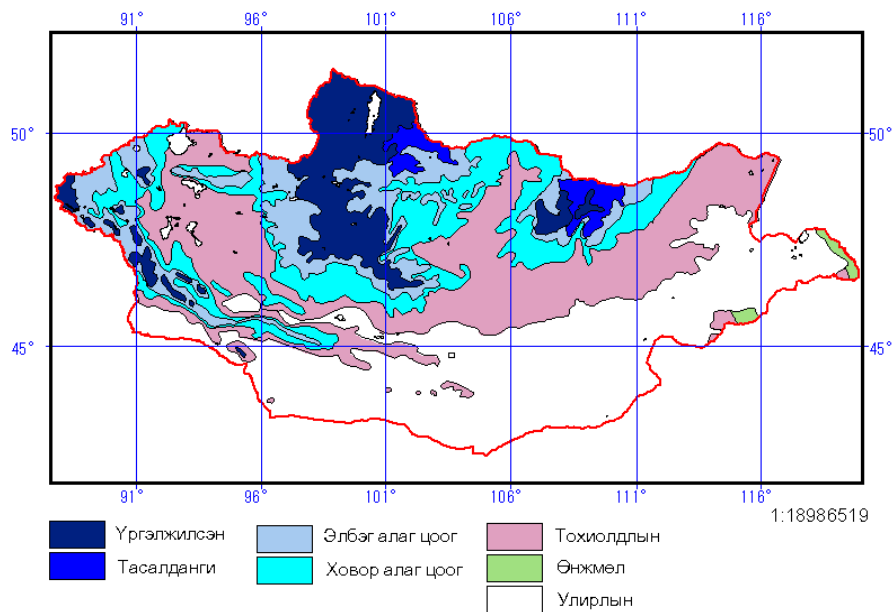 91° 96° 101° 106° 111° 116°
50° 50°
45° 45°
91° 96° 101° 106° 111° 116°
1:18986519
Үргэлжилсэн Элбэг алаг цоог Тохиолдлын
Тасалданги Ховор алаг цоог Өнжмөл
Улирлын